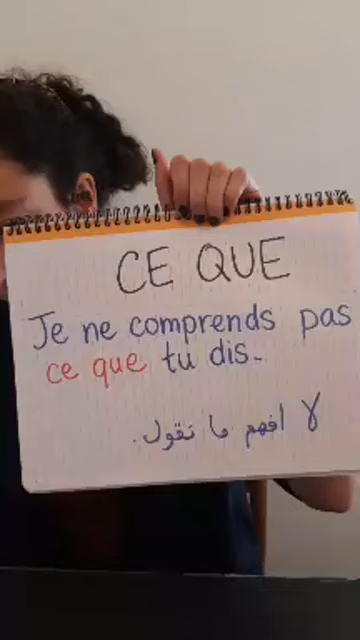 CE QUE
Je ne comprends pas
ce que tu dis.
لا افهم ما تقول.